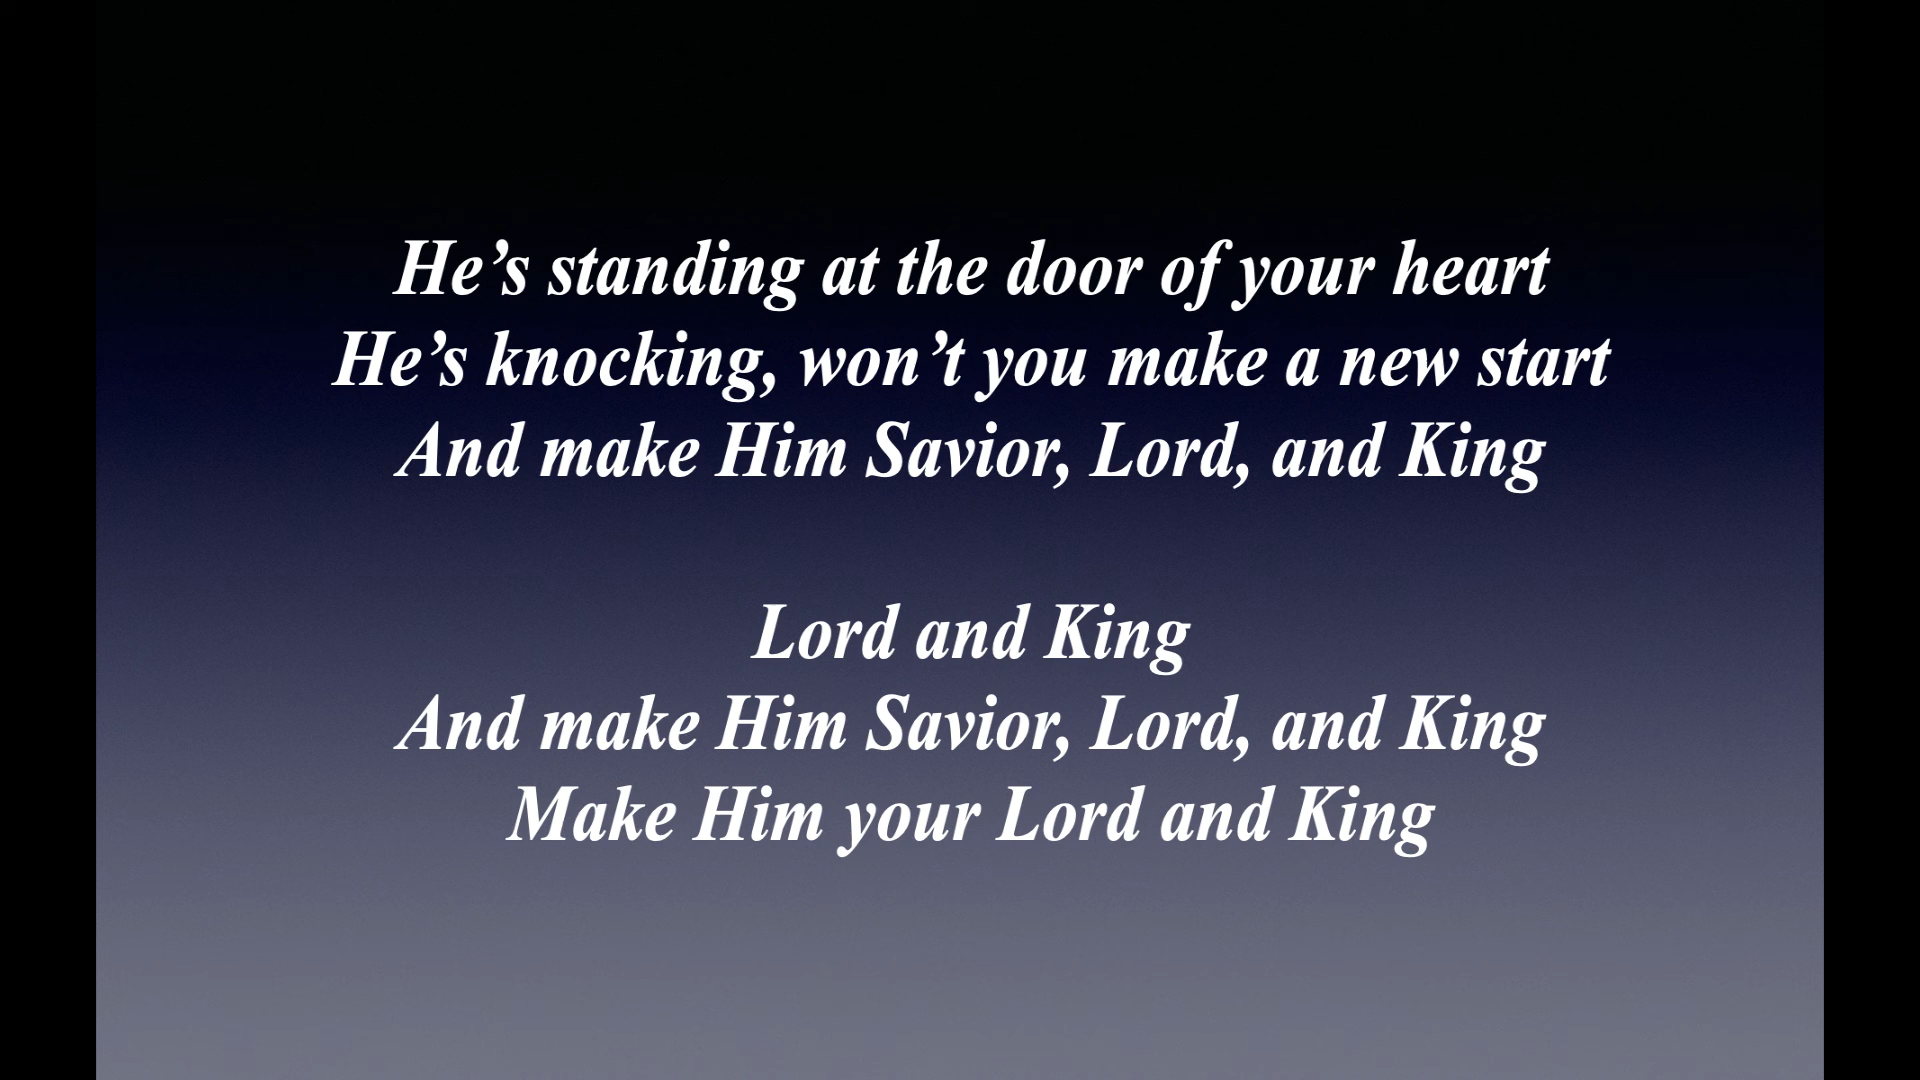 He’s standing at the door of your heart
He’s knocking, won’t you make a new start
And make Him Savior, Lord, and King
Lord and King
And make Him Savior, Lord, and King
Make Him your Lord and King